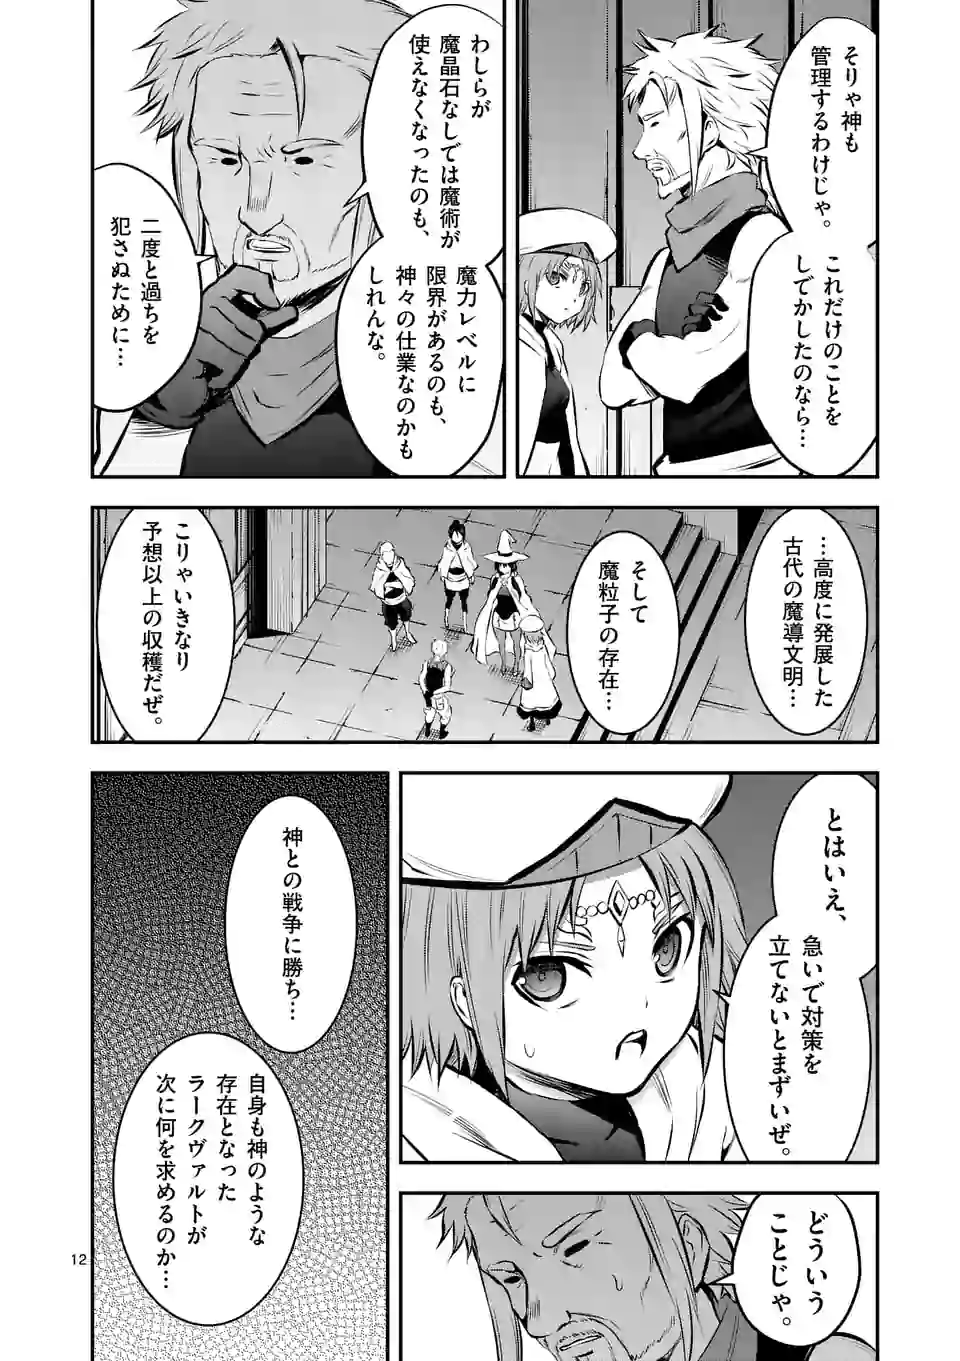 そりゃ神も
管理するわけじゃ。
これだけのことを
しでかしたのなら…
わしらが
魔晶石なしでは魔術が
使えなくなったのも、
魔力レベルに
限界があるのも、
神々の仕業なのかも
しれんな。
二度と過ちを
犯さぬために…
…高度に発展した
古代の魔導文明…
そして
魔粒子の存在…
こりゃいきなり
予想以上の収穫だぜ。
とはいえ、
急いで対策を
立てないとまずいぜ。
どういう
ことじゃ。
神との戦争に勝ち…
自身も神のような
存在となった
ラークヴァルトが
次に何を求めるのか…
12